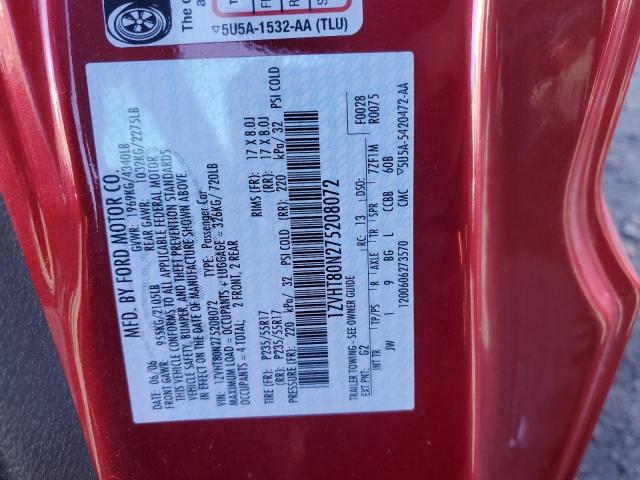 The c
a
5U5A-1532-AA (TLU)
MFD. BY FORD MOTOR CO.
DATE: 06/06 GVWR: 1969KG/4340LB
FRONT GAWR: 955KG/2105LB REAR GAWR: 1032KG/2275LB
THIS VEHICLE CONFORMS TO ALL APPLICABLE FEDERAL MOTOR
VEHICLE SAFETY, BUMPER, AND THEFT PREVENTION STANDARDS
IN EFFECT ON THE DATE OF MANUFACTURE SHOWN ABOVE.
VIN: 1ZVHT80N275208072 TYPE: Passenger Car
MAXIMUM LOAD = OCCUPANTS + LUGGAGE = 326KG/720LB
OCCUPANTS = 4 TOTAL: 2 FRONT, 2 REAR
TIRE (FR): P235/55R17 RIMS (FR): 17 X 8.0J
(RR): P235/55R17 (RR): 17 X 8.0J
PRESSURE (FR): 220 kPa/ 32 PSI COLD (RR): 220 kPa/ 32 PSI COLD
1ZVHT80N275208072
TRAILER TOWING - SEE OWNER GUIDE
F0028
R0075
EXT PNT: G2 RC: 13 DSO:
INT TR TP/PS R AXLE TR SPR
JW 1 9 BG L CCBB 60B 7ZF1M
1200606273570 CMC 5U5A-5420472-AA